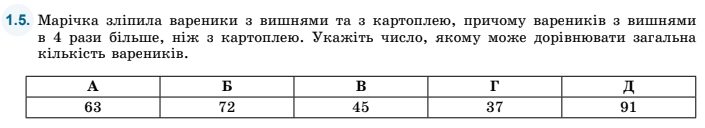 1.5. Марічка зліпила вареники з вишнями та з картоплею, причому вареників з вишнями
в 4 рази більше, ніж з картоплею. Укажіть число, якому може дорівнювати загальна
кількість вареників.
А Б В Г Д
63 72 45 37 91